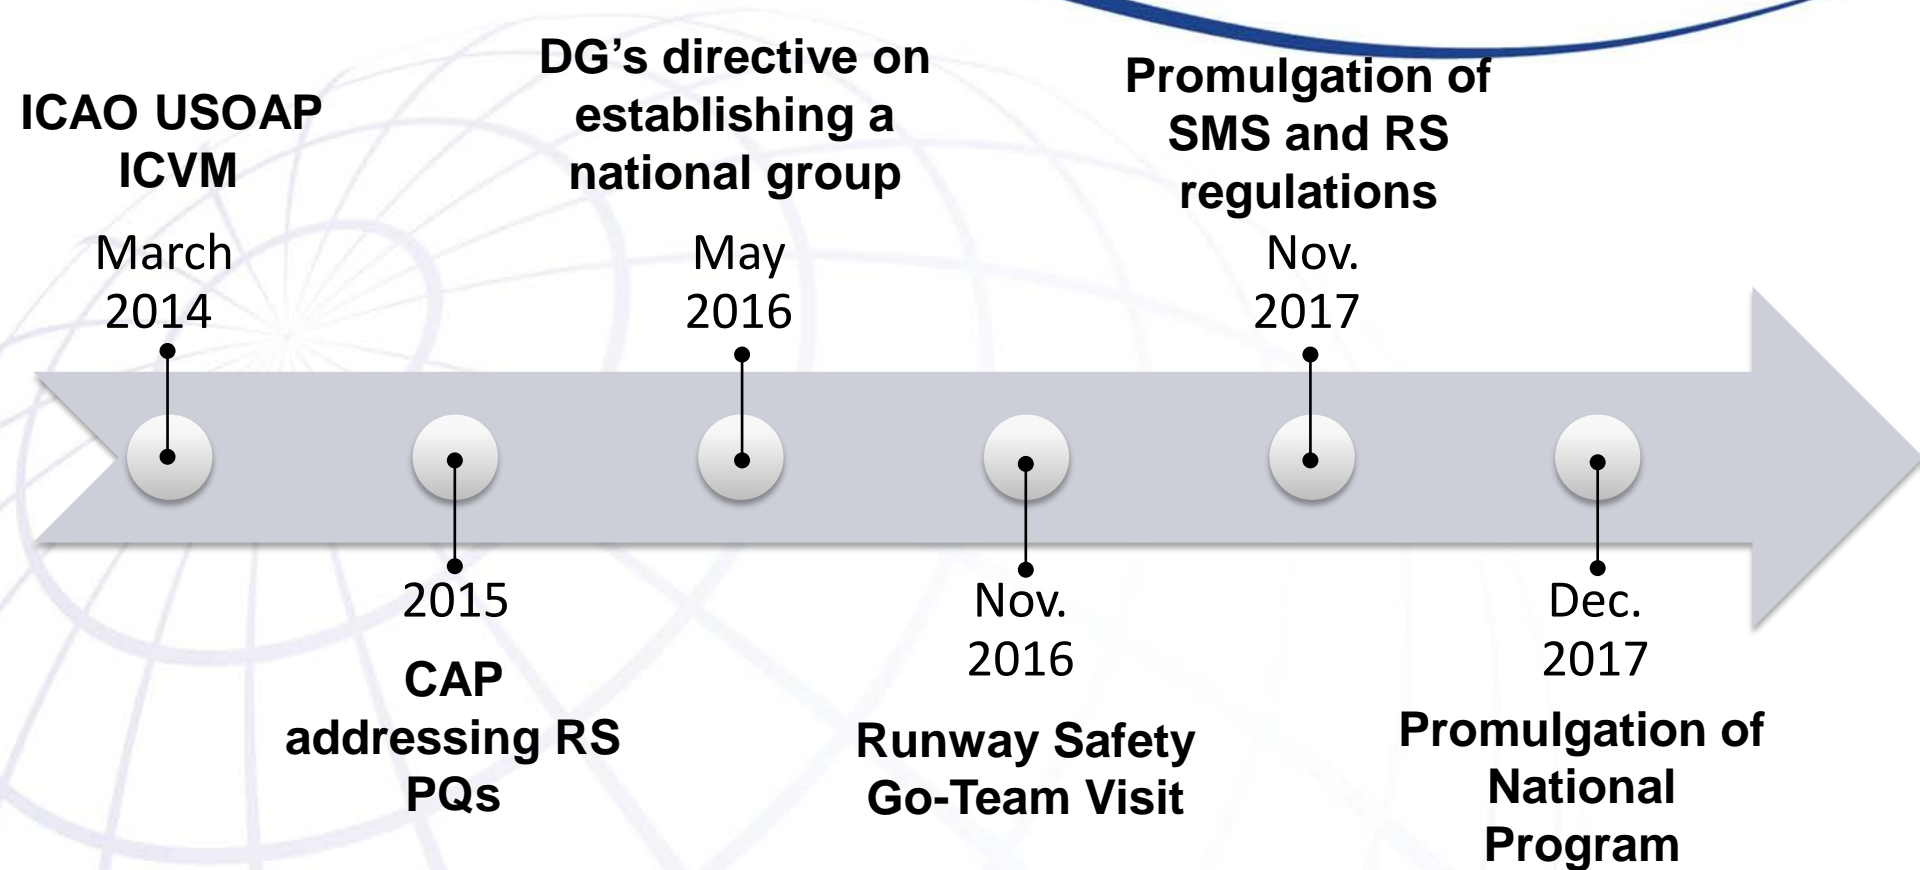 ICAO USOAP
ICVM
March
2014
2015
CAP
addressing RS
PQs
DG’s directive on
establishing a
national group
May
2016
Nov.
2016
Runway Safety
Go-Team Visit
Promulgation of
SMS and RS
regulations
Nov.
2017
Dec.
2017
Promulgation of
National
Program